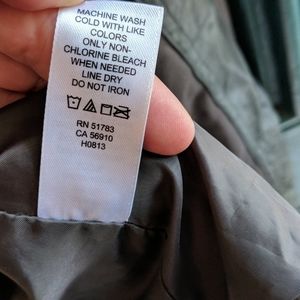 MACHINE WASH
COLD WITH LIKE
COLORS
ONLY NON-
CHLORINE BLEACH
WHEN NEEDED
LINE DRY
DO NOT IRON
RN 51783
CA 56910
H0813